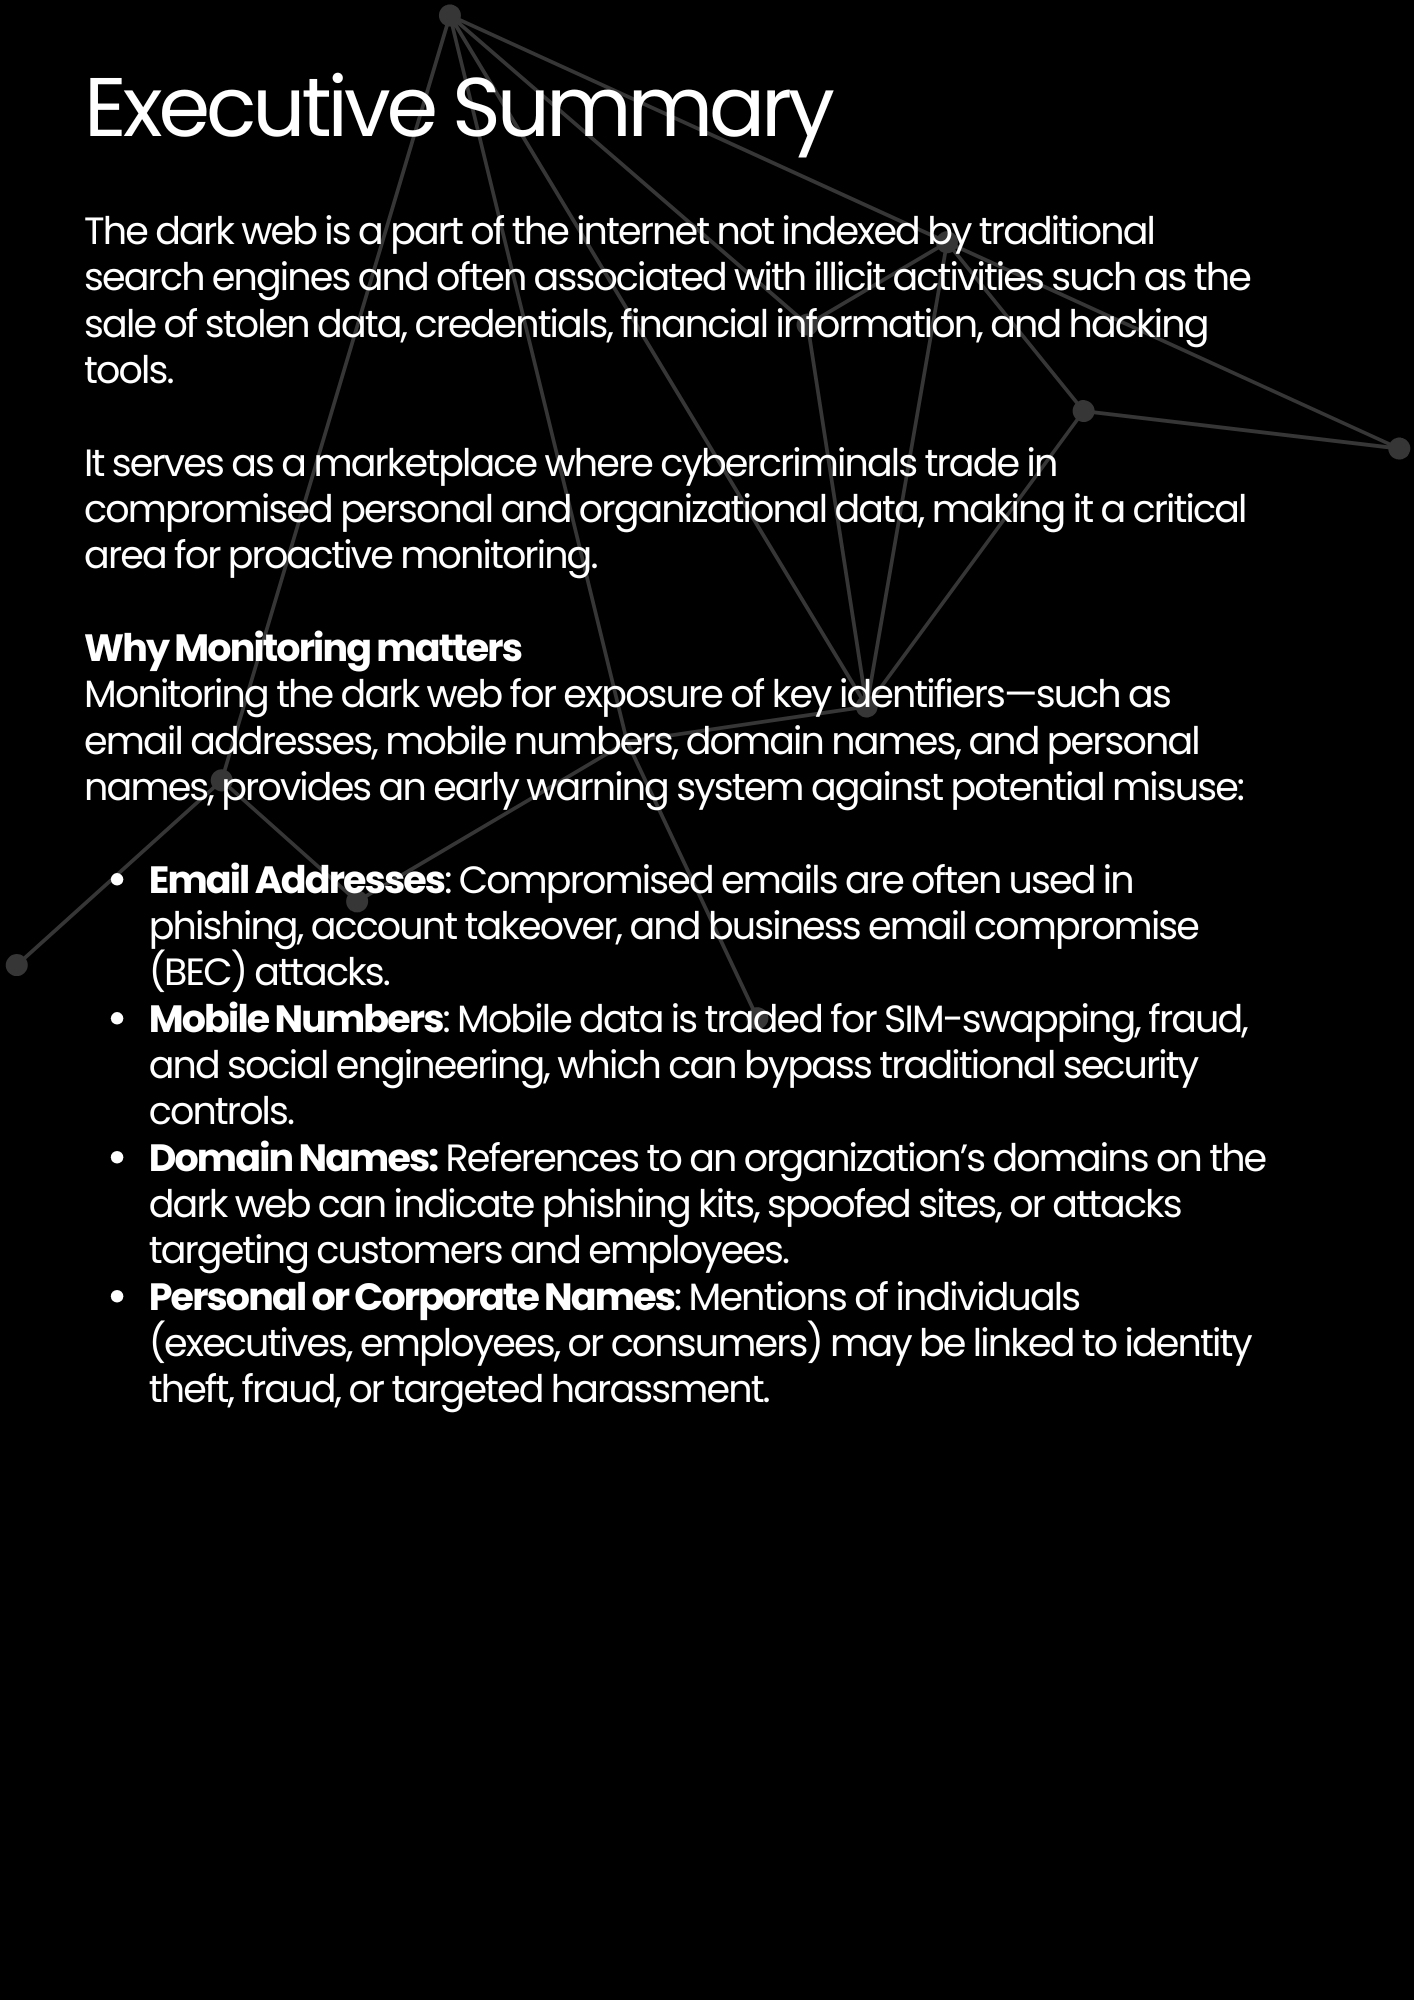 Executive Summary
The dark web is a part of the internet not indexed by traditional
search engines and often associated with illicit activities such as the
sale of stolen data, credentials, financial information, and hacking
tools.
It serves as a marketplace where cybercriminals trade in
compromised personal and organizational data, making it a critical
area for proactive monitoring.
Why Monitoring matters
Monitoring the dark web for exposure of key identifiers—such as
email addresses, mobile numbers, domain names, and personal
names, provides an early warning system against potential misuse:
• Email Addresses: Compromised emails are often used in
phishing, account takeover, and business email compromise
(BEC) attacks.
• Mobile Numbers: Mobile data is traded for SIM-swapping, fraud,
and social engineering, which can bypass traditional security
controls.
• Domain Names: References to an organization’s domains on the
dark web can indicate phishing kits, spoofed sites, or attacks
targeting customers and employees.
• Personal or Corporate Names: Mentions of individuals
(executives, employees, or consumers) may be linked to identity
theft, fraud, or targeted harassment.